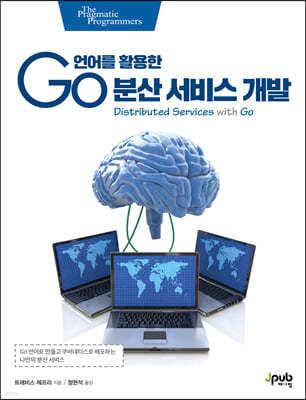 The
Pragmatic
Programmers
언어를 활용한
Go 분산 서비스 개발
Distributed Services with Go
Go 언어로 만들고 쿠버네티스로 배포하는
나만의 분산 서비스
트래비스 제프리 지음 정현석 옮김
Jpub
제이펍